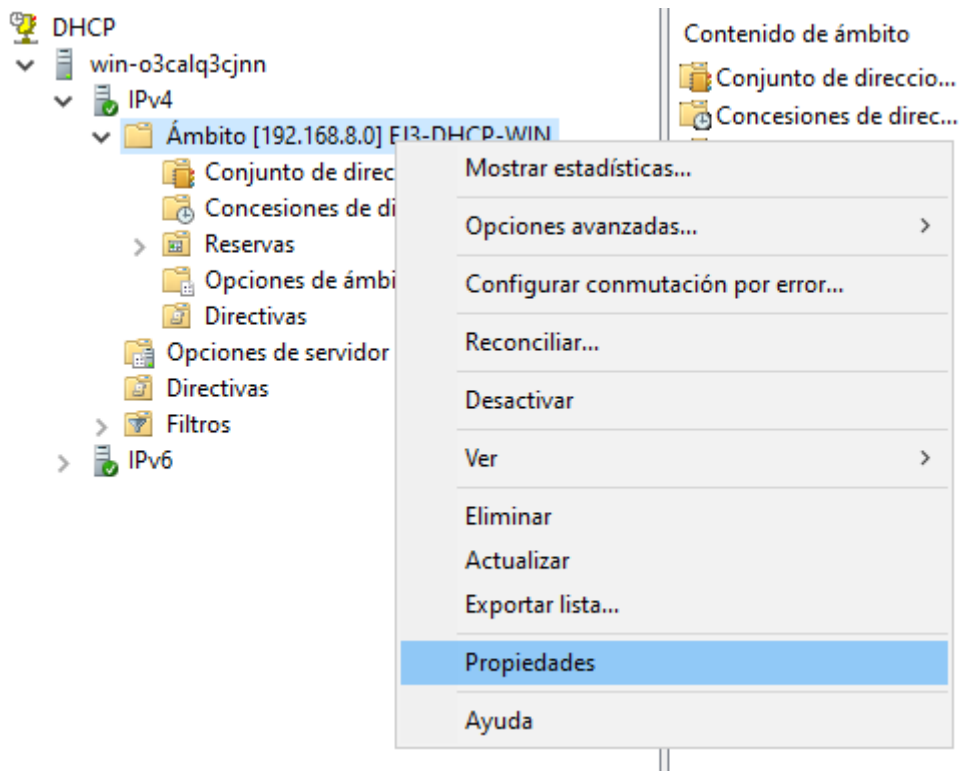 DHCP
win-o3calq3cjnn
IPv4
Ámbito [192.168.8.0] EJ3-DHCP-WIN
Conjunto de direc
Concesiones de di
Reservas
Opciones de ámbi
Directivas
Opciones de servidor
Directivas
Filtros
IPv6
Mostrar estadísticas...
Opciones avanzadas...
Configurar conmutación por error...
Reconciliar...
Desactivar
Ver
Eliminar
Actualizar
Exportar lista...
Propiedades
Ayuda
Contenido de ámbito
Conjunto de direccio...
Concesiones de direc...